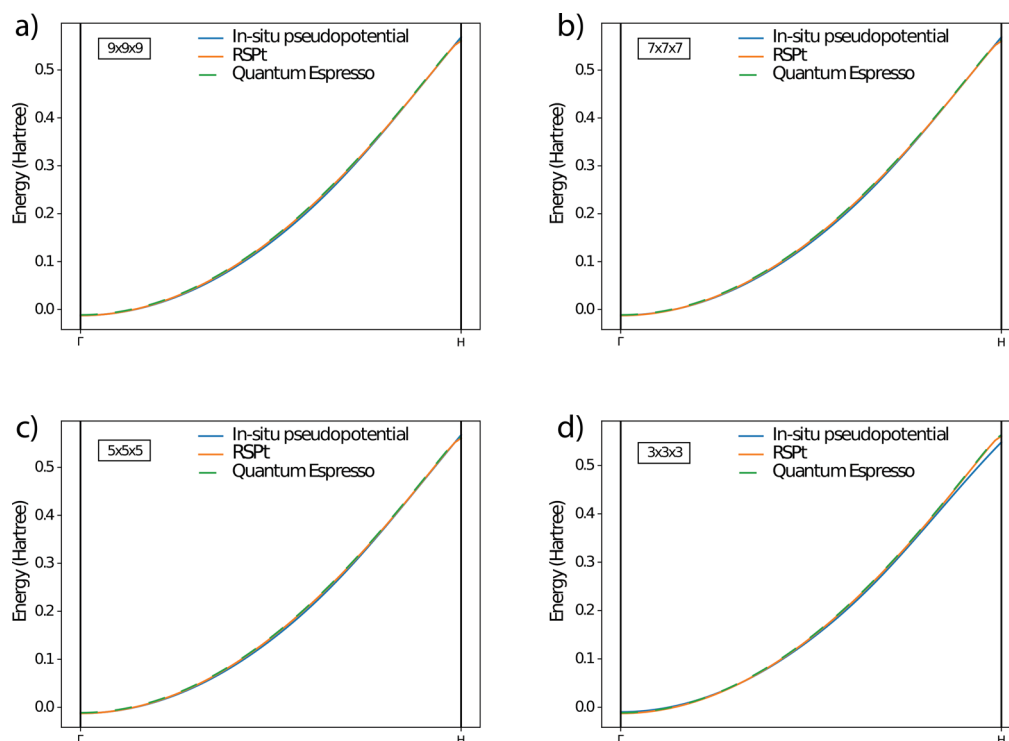 a)
9x9x9
In-situ pseudopotential
RSPt
Quantum Espresso
Energy (Hartree)
0.5
0.4
0.3
0.2
0.1
0.0
Γ
H
b)
7x7x7
In-situ pseudopotential
RSPt
Quantum Espresso
Energy (Hartree)
0.5
0.4
0.3
0.2
0.1
0.0
Γ
H
c)
5x5x5
In-situ pseudopotential
RSPt
Quantum Espresso
Energy (Hartree)
0.5
0.4
0.3
0.2
0.1
0.0
Γ
H
d)
3x3x3
In-situ pseudopotential
RSPt
Quantum Espresso
Energy (Hartree)
0.5
0.4
0.3
0.2
0.1
0.0
Γ
H